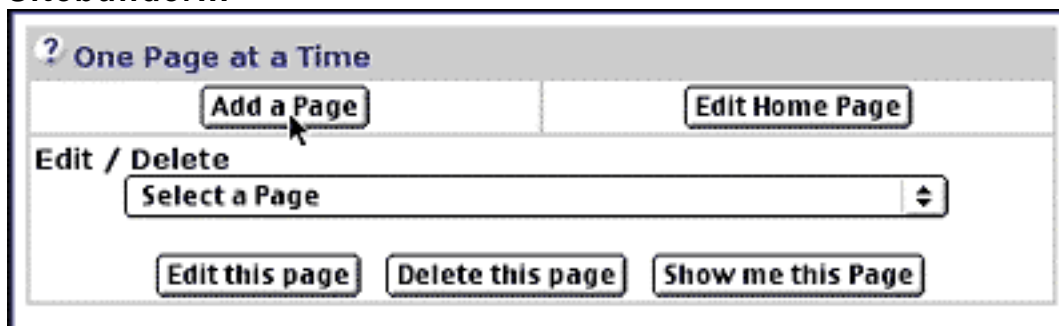 ? One Page at a Time
Add a Page Edit Home Page
Edit / Delete
Select a Page
Edit this page Delete this page Show me this Page